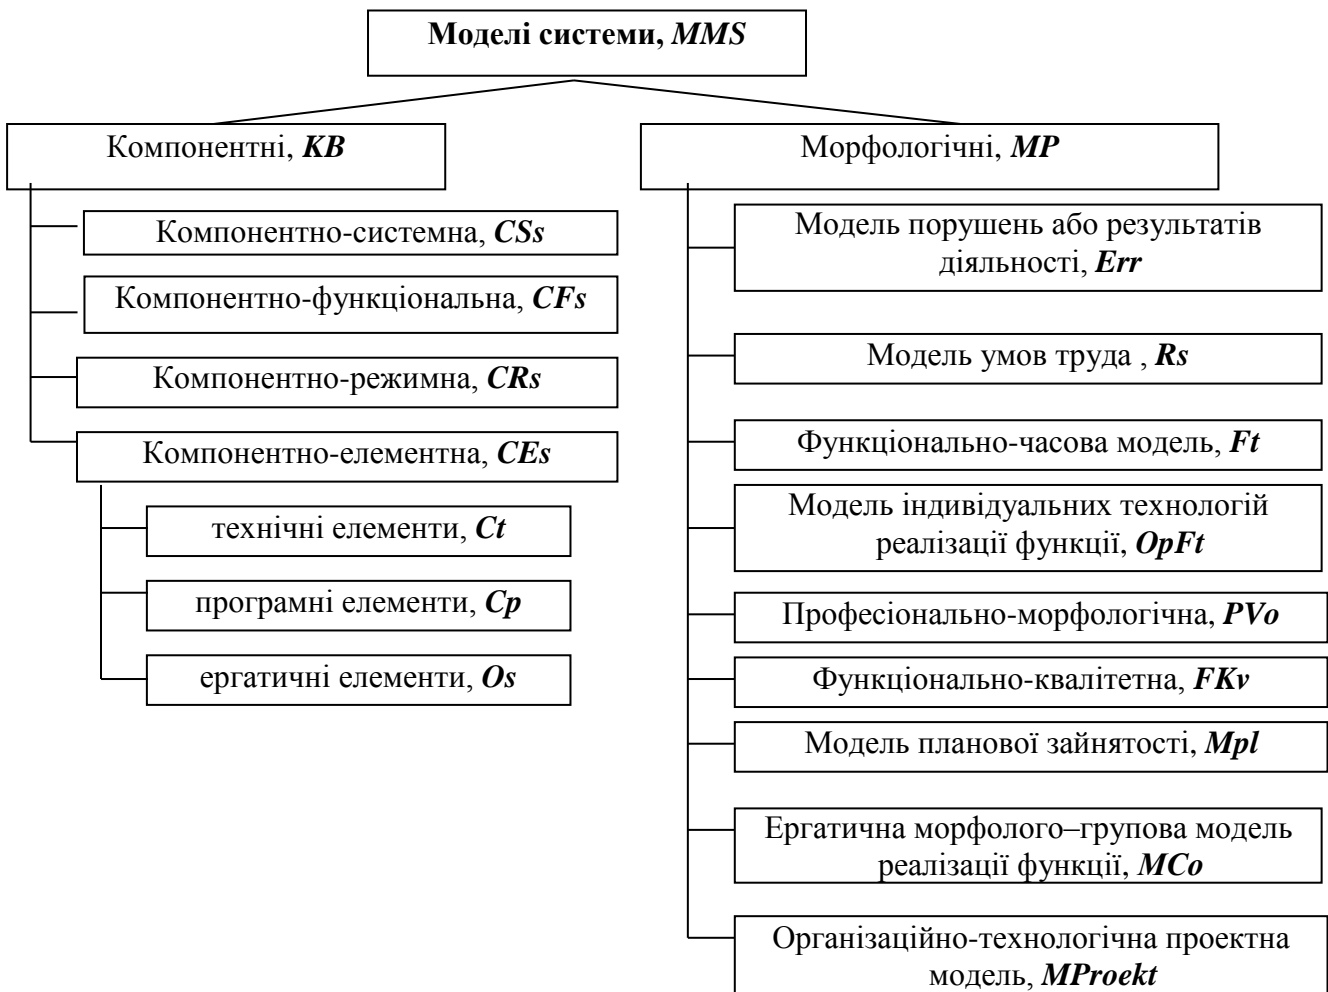 Моделі системи, MMS
Компонентні, KB
Компонентно-системна, CSs
Компонентно-функціональна, CFs
Компонентно-режимна, CRs
Компонентно-елементна, CEs
технічні елементи, Ct
програмні елементи, Cp
ергатичні елементи, Os
Морфологічні, MP
Модель порушень або результатів
діяльності, Err
Модель умов труда , Rs
Функціонально-часова модель, Ft
Модель індивідуальних технологій
реалізації функції, OpFt
Професіонально-морфологічна, PVo
Функціонально-квалітетна, FKv
Модель планової зайнятості, Mpl
Ергатична морфолого–групова модель
реалізації функції, MCo
Організаційно-технологічна проектна
модель, MProekt